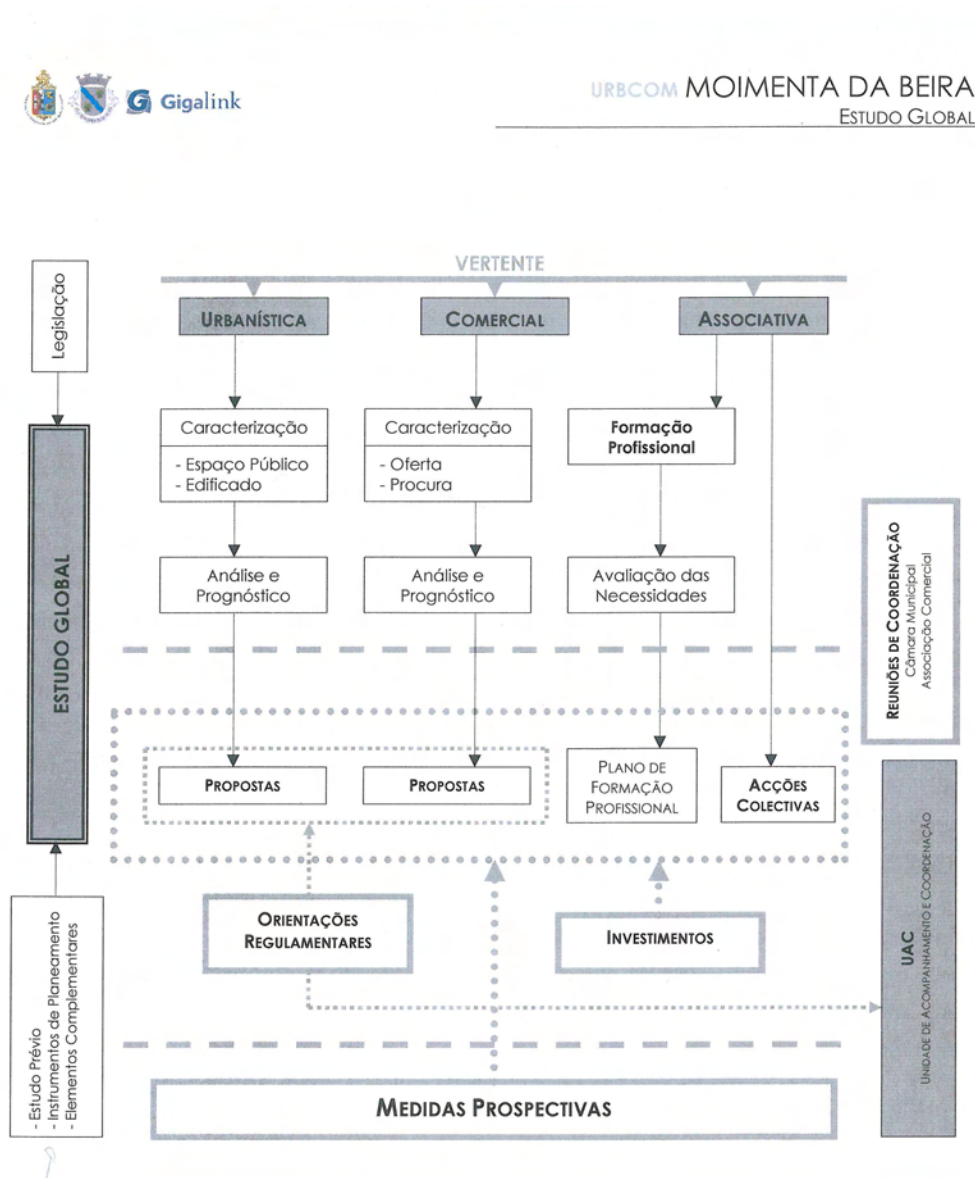 Gigalink
URBCOM MOIMENTA DA BEIRA
ESTUDO GLOBAL
VERTENTE
Legislação
URBANÍSTICA
COMERCIAL
ASSOCIATIVA
Caracterização
- Espaço Público
- Edificado
Caracterização
- Oferta
- Procura
Formação
Profissional
Análise e
Prognóstico
Análise e
Prognóstico
Avaliação das
Necessidades
ESTUDO GLOBAL
REUNIÕES DE COORDENAÇÃO
Câmara Municipal
Associação Comercial
PROPOSTAS
PROPOSTAS
PLANO DE
FORMAÇÃO
PROFISSIONAL
ACÇÕES
COLECTIVAS
ORIENTAÇÕES
REGULAMENTARES
INVESTIMENTOS
UAC
UNIDADE DE ACOMPANHAMENTO E COORDENAÇÃO
- Estudo Prévio
- Instrumentos de Planeamento
- Elementos Complementares
MEDIDAS PROSPECTIVAS